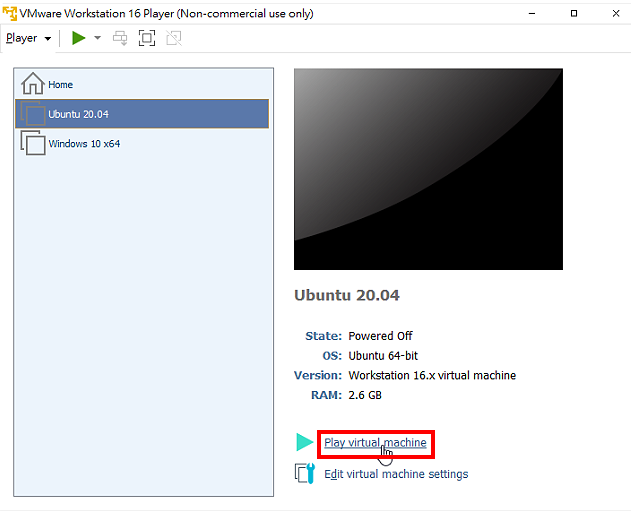 VMware Workstation 16 Player (Non-commercial use only)
Player
Home
Ubuntu 20.04
Windows 10 x64
Ubuntu 20.04
State: Powered Off
OS: Ubuntu 64-bit
Version: Workstation 16.x virtual machine
RAM: 2.6 GB
Play virtual machine
Edit virtual machine settings